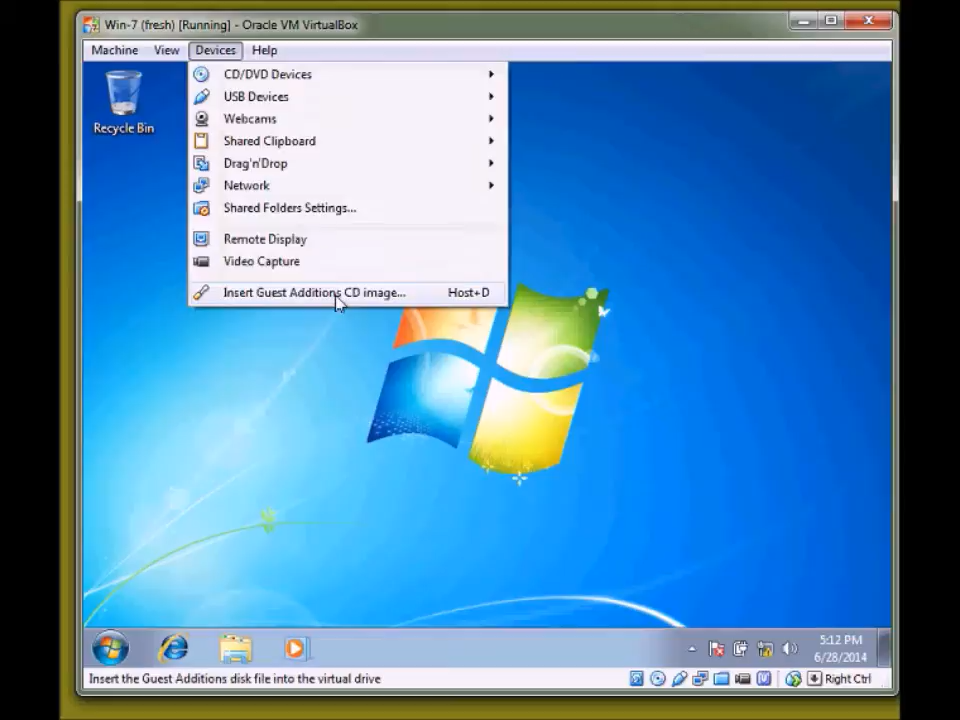 Win-7 (fresh) [Running] - Oracle VM VirtualBox
Machine View Devices Help
CD/DVD Devices
USB Devices
Webcams
Shared Clipboard
Drag'n'Drop
Network
Shared Folders Settings...
Remote Display
Video Capture
Insert Guest Additions CD image... Host+D
Recycle Bin
5:12 PM
6/28/2014
Insert the Guest Additions disk file into the virtual drive
Right Ctrl